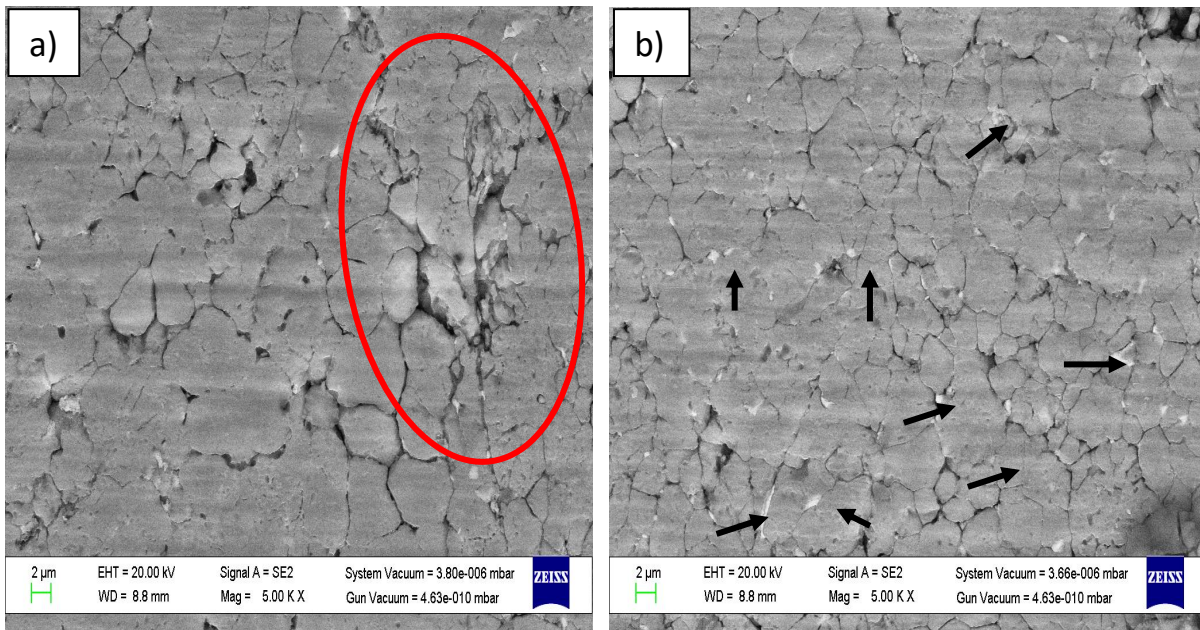 a)
2 µm
EHT = 20.00 kV
WD = 8.8 mm
Signal A = SE2
Mag = 5.00 K X
System Vacuum = 3.80e-006 mbar
Gun Vacuum = 4.63e-010 mbar
ZEISS
b)
2 µm
EHT = 20.00 kV
WD = 8.8 mm
Signal A = SE2
Mag = 5.00 K X
System Vacuum = 3.66e-006 mbar
Gun Vacuum = 4.63e-010 mbar
ZEISS